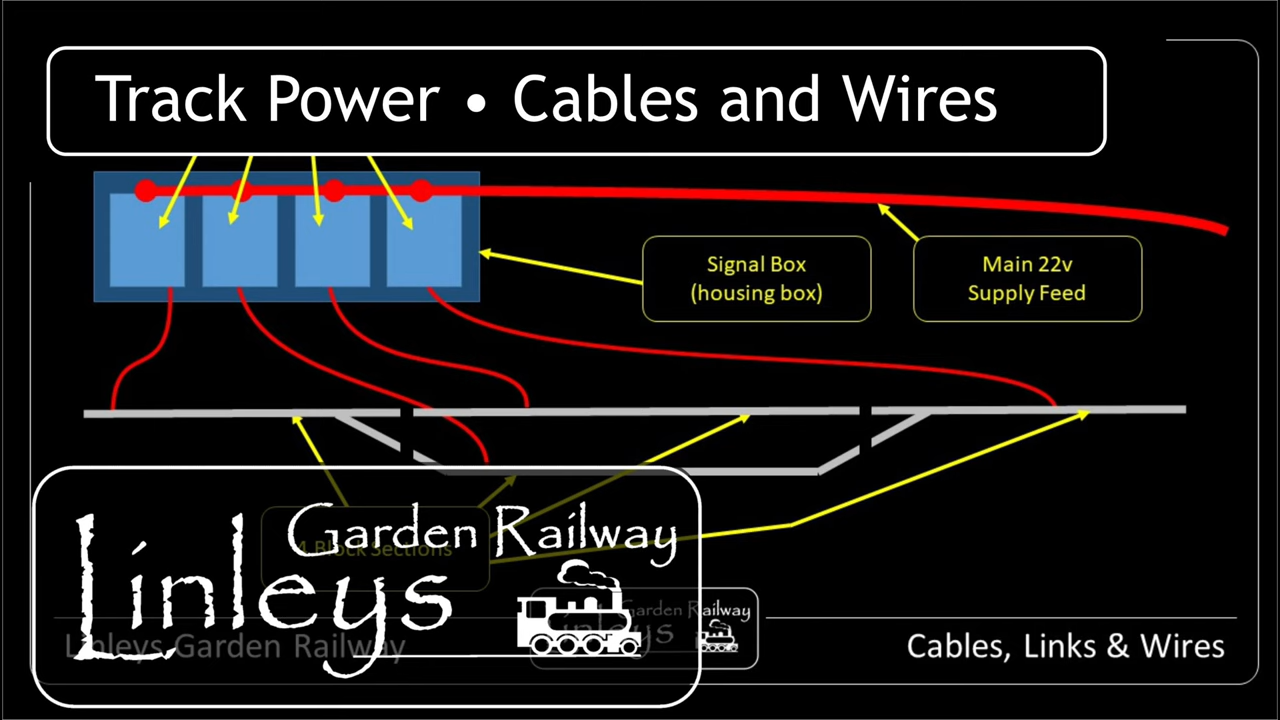 Track Power • Cables and Wires
Signal Box
(housing box)
Main 22v
Supply Feed
4 Block Sections
Garden Railway
Linleys
Garden Railway
Linleys
Linleys Garden Railway
Cables, Links & Wires